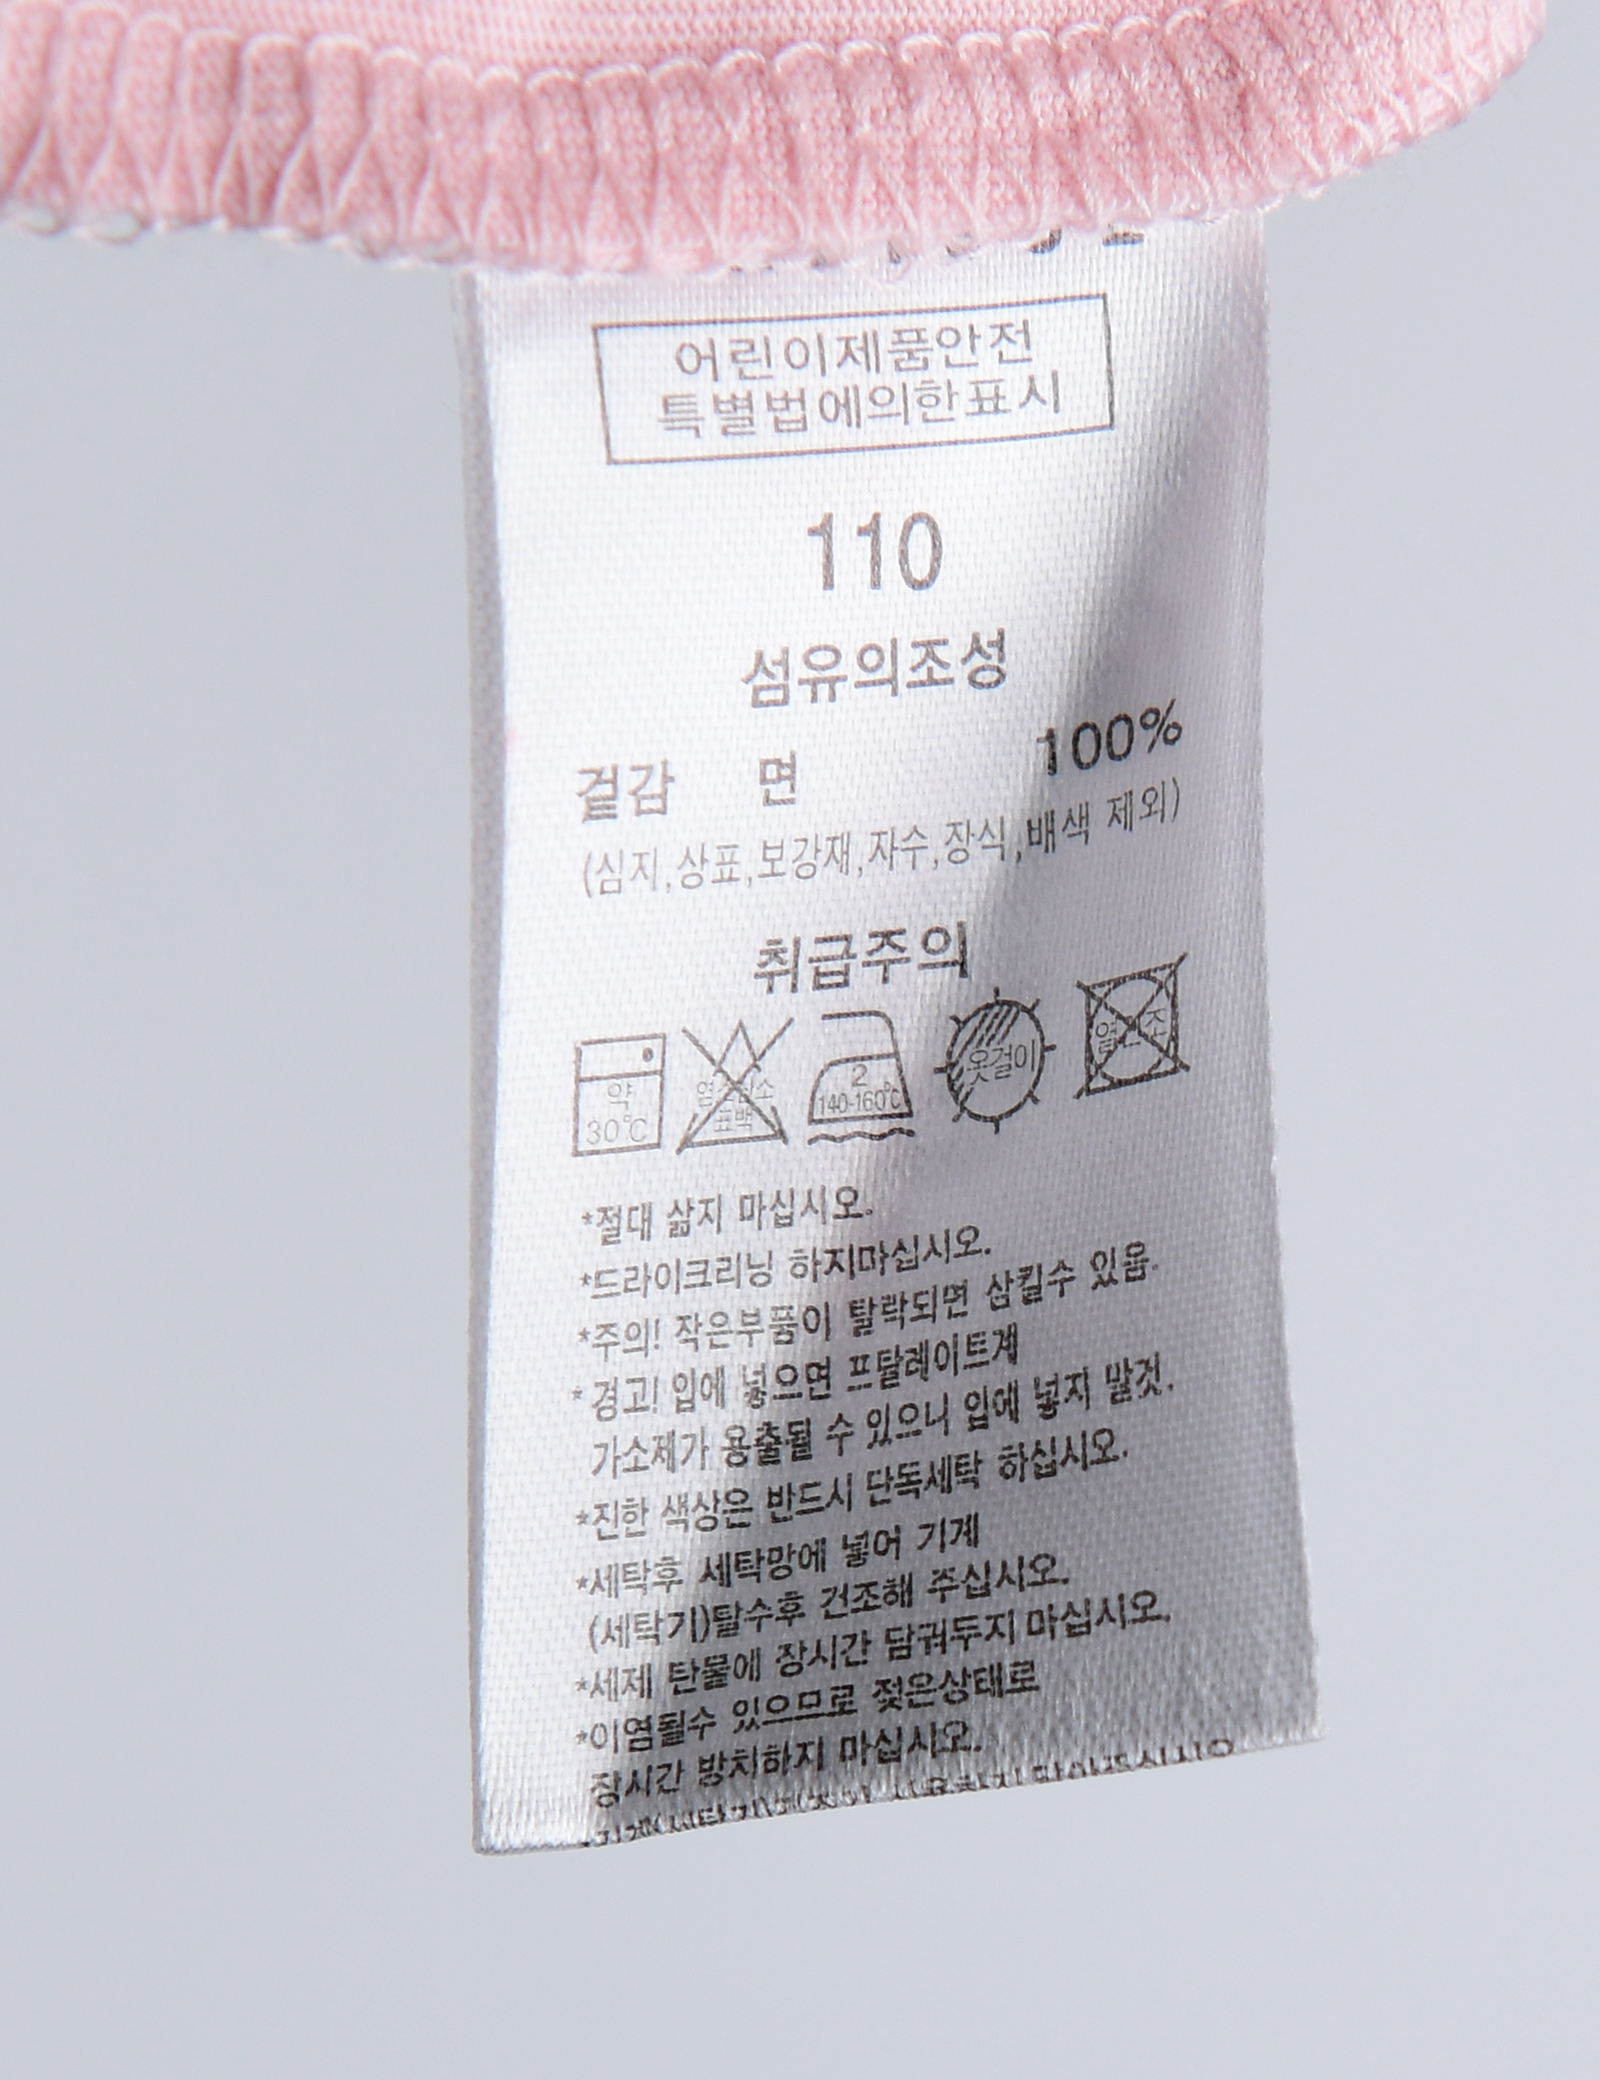 어린이제품안전
특별법에의한표시
110
섬유의조성
겉감 면 100%
(심지,상표,보강재,자수,장식,배색 제외)
취급주의
약
30℃
염소산소
표백
2
140-160℃
옷걸이
열건조
*절대 삶지 마십시오.
*드라이크리닝 하지마십시오.
*주의! 작은부품이 탈락되면 삼킬수 있음.
*경고! 입에 넣으면 프탈레이트계
가소제가 용출될 수 있으니 입에 넣지 말것.
*진한 색상은 반드시 단독세탁 하십시오.
*세탁후 세탁망에 넣어 기계
(세탁기)탈수후 건조해 주십시오.
*세제 탄물에 장시간 담궈두지 마십시오.
*이염될수 있으므로 젖은상태로
장시간 방치하지 마십시오.